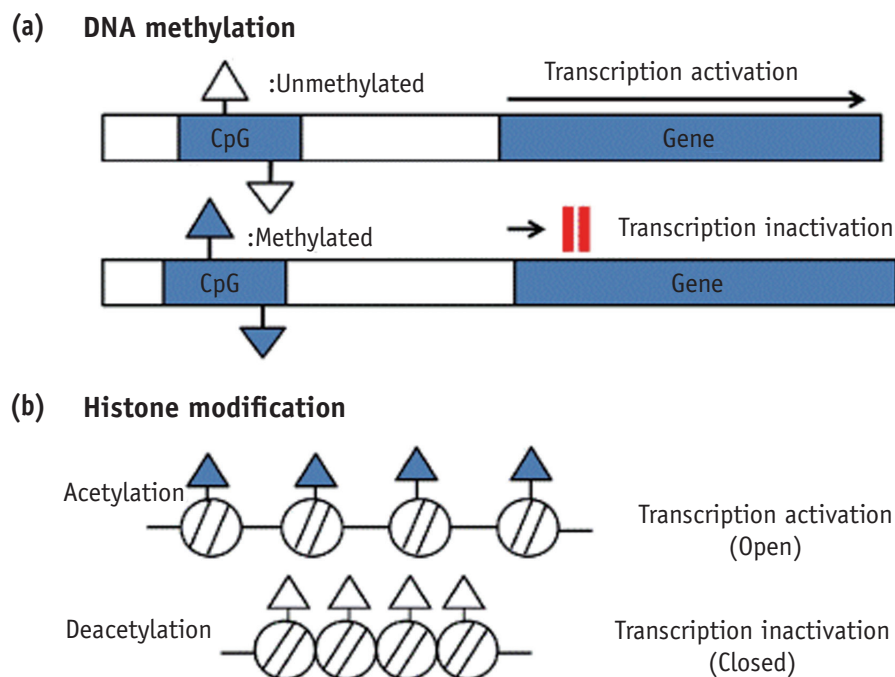 (a) DNA methylation
:Unmethylated
Transcription activation
CpG
Gene
:Methylated
Transcription inactivation
CpG
Gene
(b) Histone modification
Acetylation
Transcription activation
(Open)
Deacetylation
Transcription inactivation
(Closed)